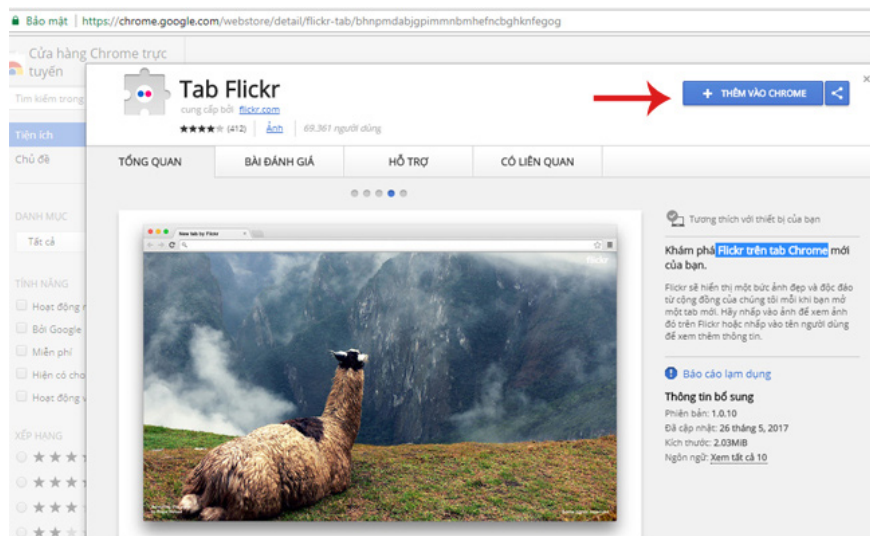 Bảo mật | https://chrome.google.com/webstore/detail/flickr-tab/bhnpmdabjgpimmnbmhefncbghknfegog
Cửa hàng Chrome trực
tuyến
Tìm kiếm trong
Tiện ích
Chủ đề
DANH MỤC
Tất cả
TÍNH NĂNG
Hoạt động
Bởi Google
Miễn phí
Hiện có cho
Hoạt động
XẾP HẠNG
Tab Flickr
cung cấp bởi flickr.com
(412) Ảnh 69.361 người dùng
+ THÊM VÀO CHROME
TỔNG QUAN BÀI ĐÁNH GIÁ HỖ TRỢ CÓ LIÊN QUAN
New tab by Flickr
flickr
Tương thích với thiết bị của bạn
Khám phá Flickr trên tab Chrome mới
của bạn.
Flickr sẽ hiển thị một bức ảnh đẹp và độc đáo
từ cộng đồng của chúng tôi mỗi khi bạn mở
một tab mới. Hãy nhấp vào ảnh để xem ảnh
đó trên Flickr hoặc nhấp vào tên người dùng
để xem thêm thông tin.
Báo cáo lạm dụng
Thông tin bổ sung
Phiên bản: 1.0.10
Đã cập nhật: 26 tháng 5, 2017
Kích thước: 2.03MiB
Ngôn ngữ: Xem tất cả 10